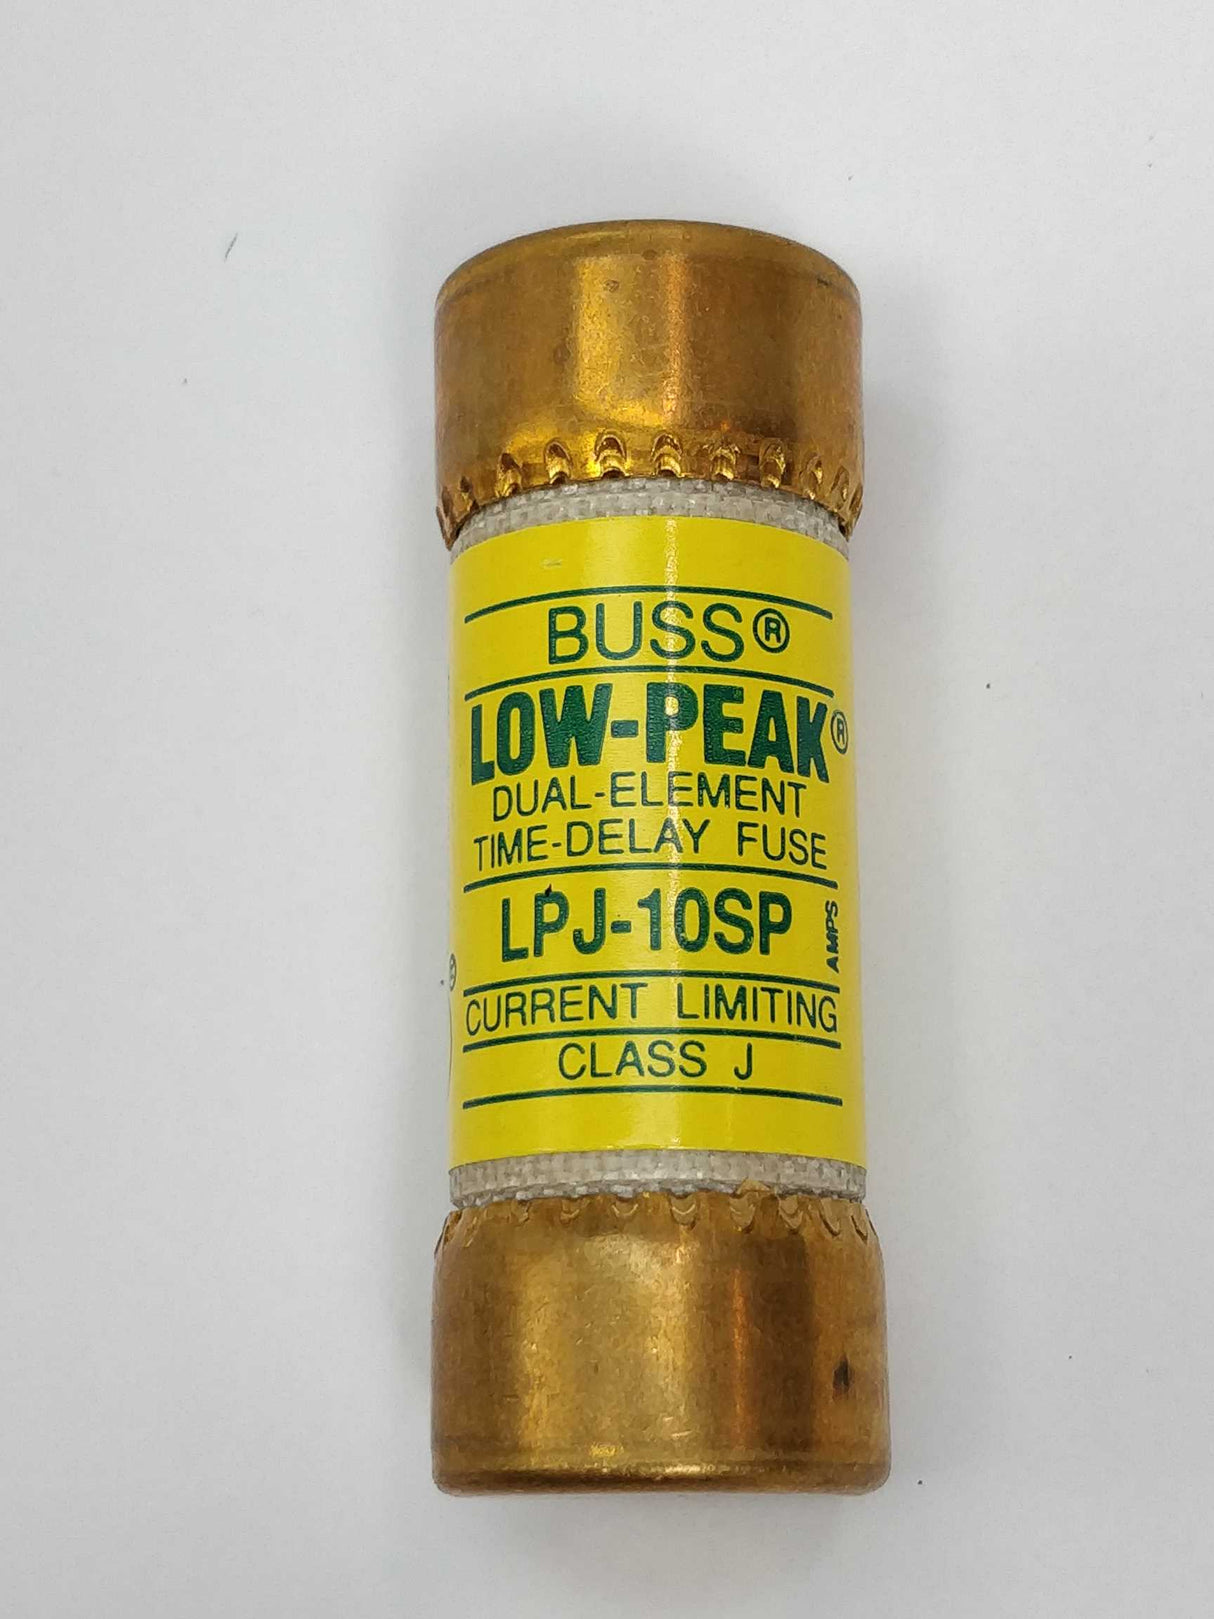 BUSS®
LOW-PEAK®
DUAL-ELEMENT
TIME-DELAY FUSE
LPJ-10SP
AMPS
CURRENT LIMITING
CLASS J
®